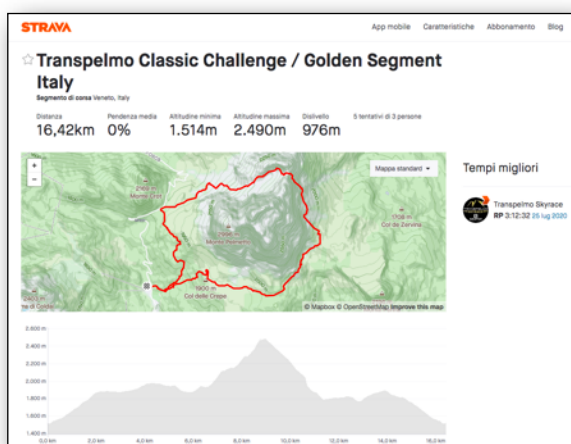 STRAVA
App mobile Caratteristiche Abbonamento Blog
Transpelmo Classic Challenge / Golden Segment
Italy
Segmento di corsa Veneto, Italy
Distanza Pendenza media Altitudine minima Altitudine massima Dislivello 5 tentativi di 3 persone
16,42km 0% 1.514m 2.490m 976m
+
−
Mappa standard
Monte Crot
Monte Pelmetto
1900 m
Col delle Crepe
Col de Zervina
© Mapbox © OpenStreetMap Improve this map
Tempi migliori
Transpelmo Skyrace
RP 3:12:32 25 lug 2020
2.600 m
2.400 m
2.200 m
2.000 m
1.800 m
1.600 m
1.400 m
0,0 km 2,0 km 4,0 km 6,0 km 8,0 km 10,0 km 12,0 km 14,0 km 16,0 km